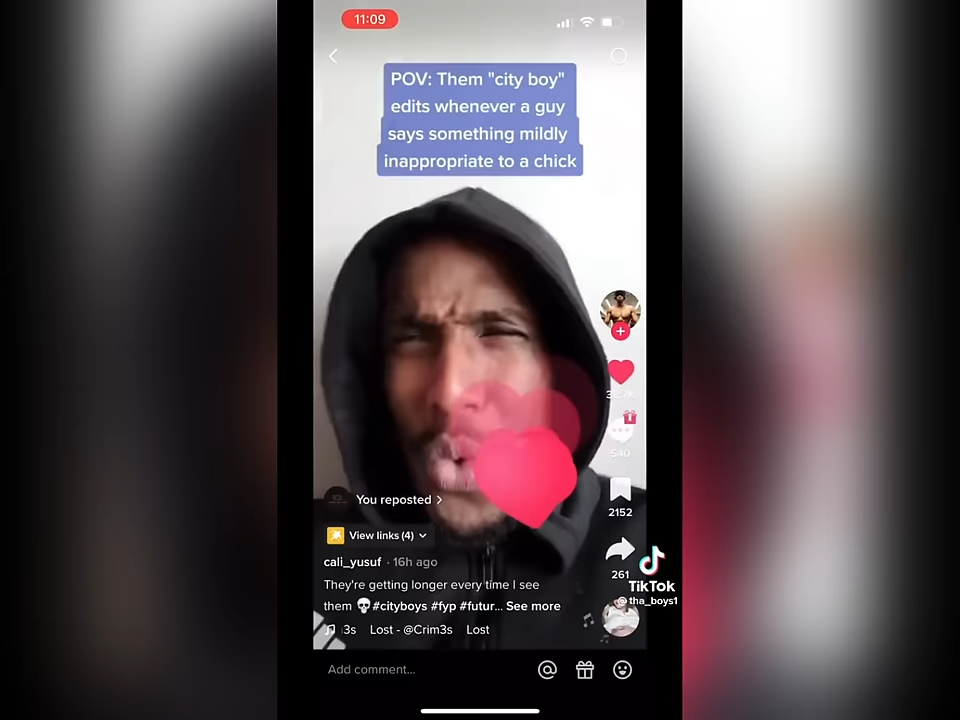 11:09
POV: Them "city boy"
edits whenever a guy
says something mildly
inappropriate to a chick
540
2152
261
You reposted >
View links (4)
cali_yusuf · 16h ago
They're getting longer every time I see
them 💀#cityboys #fyp #futur... See more
3s Lost - @Crim3s Lost
TikTok
@tha_boys1
Add comment...